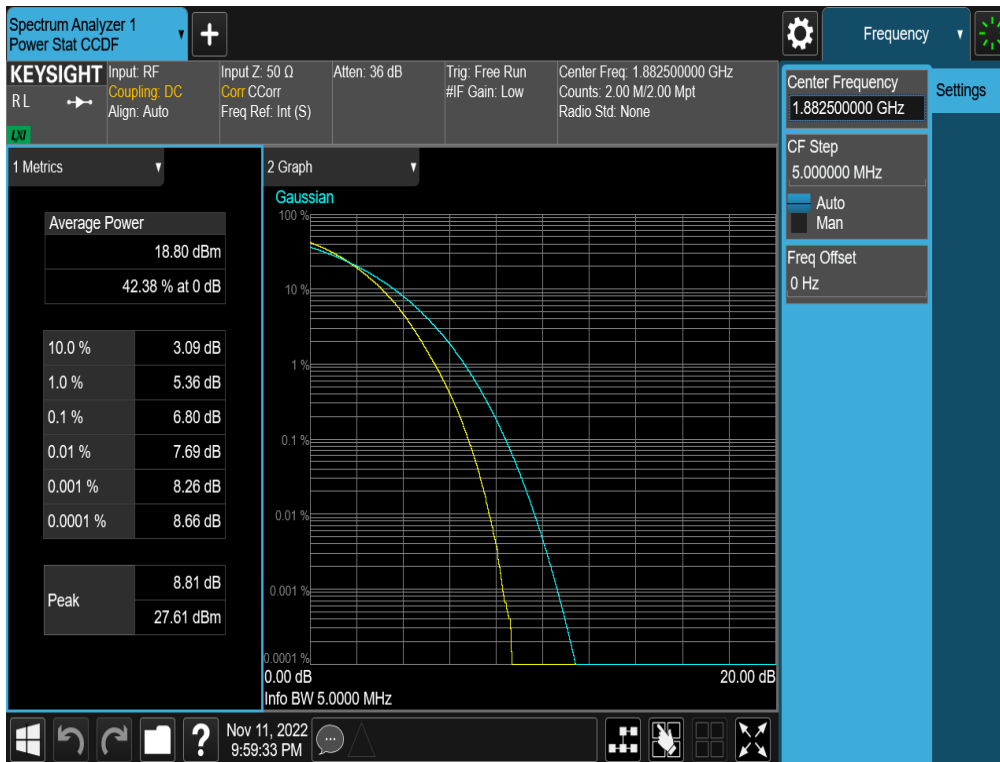 Spectrum Analyzer 1
Power Stat CCDF
+
Frequency
KEYSIGHT
RL
LXI
Input: RF
Coupling: DC
Align: Auto
Input Z: 50 Ω
Corr CCorr
Freq Ref: Int (S)
Atten: 36 dB
Trig: Free Run
#IF Gain: Low
Center Freq: 1.882500000 GHz
Counts: 2.00 M/2.00 Mpt
Radio Std: None
Center Frequency
1.882500000 GHz
Settings
CF Step
5.000000 MHz
Auto
Man
Freq Offset
0 Hz
1 Metrics
Average Power
18.80 dBm
42.38 % at 0 dB
10.0 % 3.09 dB
1.0 % 5.36 dB
0.1 % 6.80 dB
0.01 % 7.69 dB
0.001 % 8.26 dB
0.0001 % 8.66 dB
Peak
8.81 dB
27.61 dBm
2 Graph
Gaussian
100 %
10 %
1 %
0.1 %
0.01 %
0.001 %
0.0001 %
0.00 dB 20.00 dB
Info BW 5.0000 MHz
?
Nov 11, 2022
9:59:33 PM